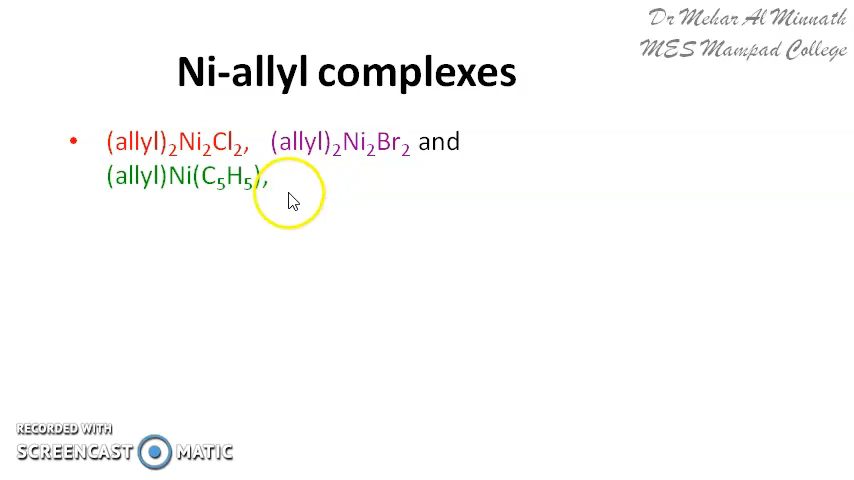 Dr Mehar Al Minnath
MES Mampad College
Ni-allyl complexes
• (allyl)₂Ni₂Cl₂, (allyl)₂Ni₂Br₂ and
(allyl)Ni(C₅H₅),
RECORDED WITH
SCREENCAST MATIC